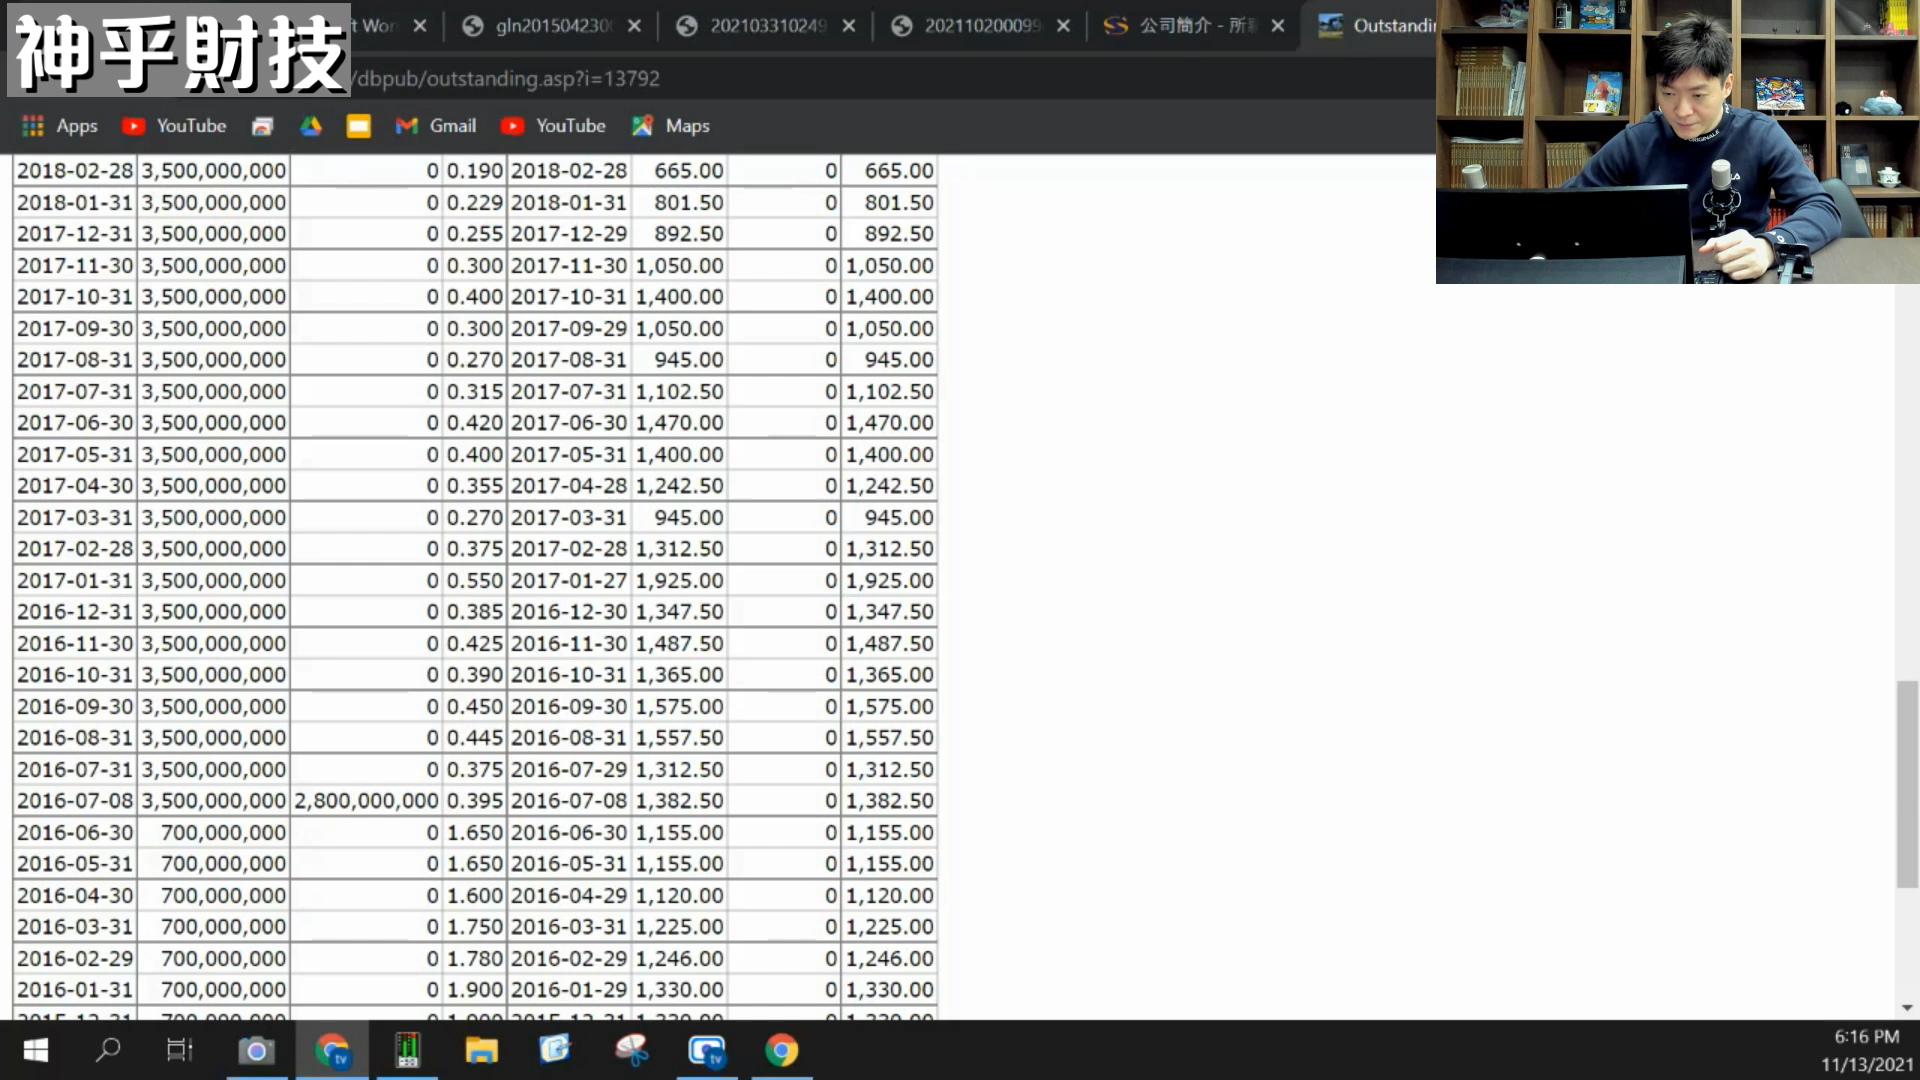 神乎財技
t Wor
gln2015042300
202103310249
202110200099
公司簡介 - 所
Outstandin
/dbpub/outstanding.asp?i=13792
Apps YouTube Gmail YouTube Maps
2018-02-28 3,500,000,000 0 0.190 2018-02-28 665.00 0 665.00
2018-01-31 3,500,000,000 0 0.229 2018-01-31 801.50 0 801.50
2017-12-31 3,500,000,000 0 0.255 2017-12-29 892.50 0 892.50
2017-11-30 3,500,000,000 0 0.300 2017-11-30 1,050.00 0 1,050.00
2017-10-31 3,500,000,000 0 0.400 2017-10-31 1,400.00 0 1,400.00
2017-09-30 3,500,000,000 0 0.300 2017-09-29 1,050.00 0 1,050.00
2017-08-31 3,500,000,000 0 0.270 2017-08-31 945.00 0 945.00
2017-07-31 3,500,000,000 0 0.315 2017-07-31 1,102.50 0 1,102.50
2017-06-30 3,500,000,000 0 0.420 2017-06-30 1,470.00 0 1,470.00
2017-05-31 3,500,000,000 0 0.400 2017-05-31 1,400.00 0 1,400.00
2017-04-30 3,500,000,000 0 0.355 2017-04-28 1,242.50 0 1,242.50
2017-03-31 3,500,000,000 0 0.270 2017-03-31 945.00 0 945.00
2017-02-28 3,500,000,000 0 0.375 2017-02-28 1,312.50 0 1,312.50
2017-01-31 3,500,000,000 0 0.550 2017-01-27 1,925.00 0 1,925.00
2016-12-31 3,500,000,000 0 0.385 2016-12-30 1,347.50 0 1,347.50
2016-11-30 3,500,000,000 0 0.425 2016-11-30 1,487.50 0 1,487.50
2016-10-31 3,500,000,000 0 0.390 2016-10-31 1,365.00 0 1,365.00
2016-09-30 3,500,000,000 0 0.450 2016-09-30 1,575.00 0 1,575.00
2016-08-31 3,500,000,000 0 0.445 2016-08-31 1,557.50 0 1,557.50
2016-07-31 3,500,000,000 0 0.375 2016-07-29 1,312.50 0 1,312.50
2016-07-08 3,500,000,000 2,800,000,000 0.395 2016-07-08 1,382.50 0 1,382.50
2016-06-30 700,000,000 0 1.650 2016-06-30 1,155.00 0 1,155.00
2016-05-31 700,000,000 0 1.650 2016-05-31 1,155.00 0 1,155.00
2016-04-30 700,000,000 0 1.600 2016-04-29 1,120.00 0 1,120.00
2016-03-31 700,000,000 0 1.750 2016-03-31 1,225.00 0 1,225.00
2016-02-29 700,000,000 0 1.780 2016-02-29 1,246.00 0 1,246.00
2016-01-31 700,000,000 0 1.900 2016-01-29 1,330.00 0 1,330.00
6:16 PM
11/13/2021